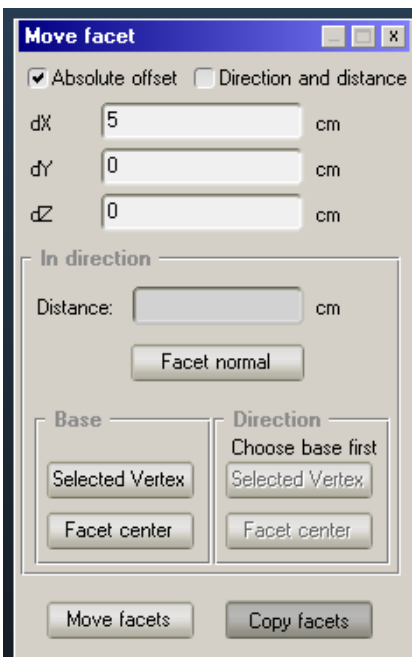 Move facet
Absolute offset Direction and distance
dX 5 cm
dY 0 cm
dZ 0 cm
In direction
Distance: cm
Facet normal
Base Direction
Choose base first
Selected Vertex Selected Vertex
Facet center Facet center
Move facets Copy facets